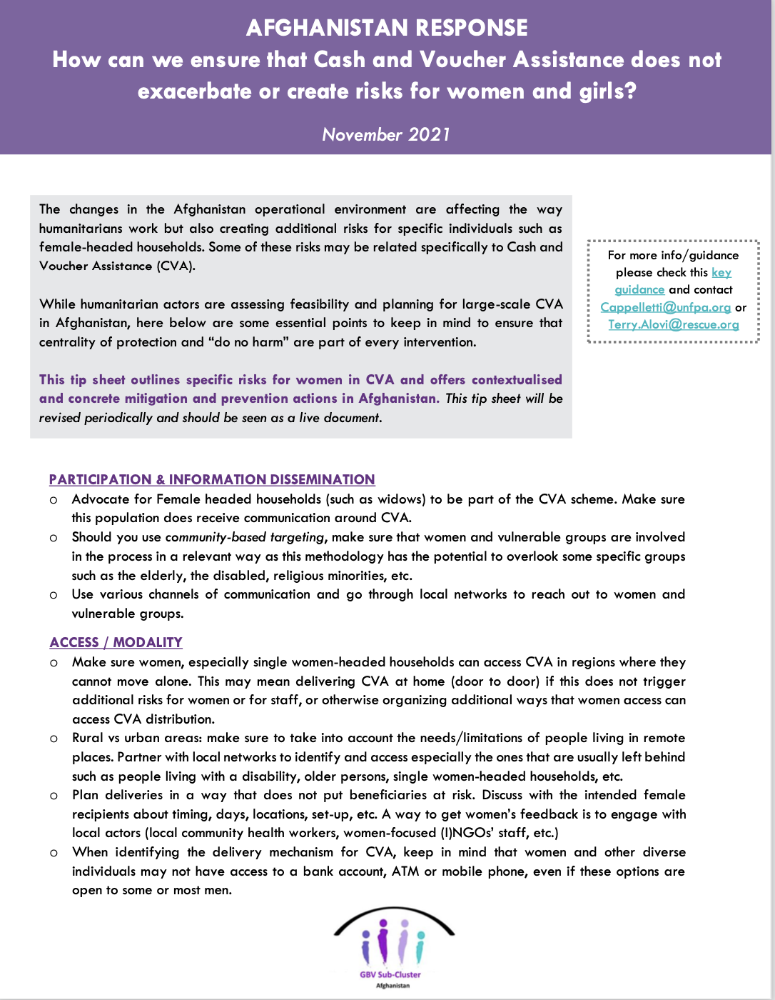 AFGHANISTAN RESPONSE
How can we ensure that Cash and Voucher Assistance does not
exacerbate or create risks for women and girls?
November 2021
The changes in the Afghanistan operational environment are affecting the way
humanitarians work but also creating additional risks for specific individuals such as
female-headed households. Some of these risks may be related specifically to Cash and
Voucher Assistance (CVA).
While humanitarian actors are assessing feasibility and planning for large-scale CVA
in Afghanistan, here below are some essential points to keep in mind to ensure that
centrality of protection and “do no harm” are part of every intervention.
This tip sheet outlines specific risks for women in CVA and offers contextualised
and concrete mitigation and prevention actions in Afghanistan. This tip sheet will be
revised periodically and should be seen as a live document.
For more info/guidance
please check this key
guidance and contact
Cappelletti@unfpa.org or
Terry.Alovi@rescue.org
PARTICIPATION & INFORMATION DISSEMINATION
o Advocate for Female headed households (such as widows) to be part of the CVA scheme. Make sure
this population does receive communication around CVA.
o Should you use community-based targeting, make sure that women and vulnerable groups are involved
in the process in a relevant way as this methodology has the potential to overlook some specific groups
such as the elderly, the disabled, religious minorities, etc.
o Use various channels of communication and go through local networks to reach out to women and
vulnerable groups.
ACCESS / MODALITY
o Make sure women, especially single women-headed households can access CVA in regions where they
cannot move alone. This may mean delivering CVA at home (door to door) if this does not trigger
additional risks for women or for staff, or otherwise organizing additional ways that women access can
access CVA distribution.
o Rural vs urban areas: make sure to take into account the needs/limitations of people living in remote
places. Partner with local networks to identify and access especially the ones that are usually left behind
such as people living with a disability, older persons, single women-headed households, etc.
o Plan deliveries in a way that does not put beneficiaries at risk. Discuss with the intended female
recipients about timing, days, locations, set-up, etc. A way to get women’s feedback is to engage with
local actors (local community health workers, women-focused (I)NGOs’ staff, etc.)
o When identifying the delivery mechanism for CVA, keep in mind that women and other diverse
individuals may not have access to a bank account, ATM or mobile phone, even if these options are
open to some or most men.
GBV Sub-Cluster
Afghanistan